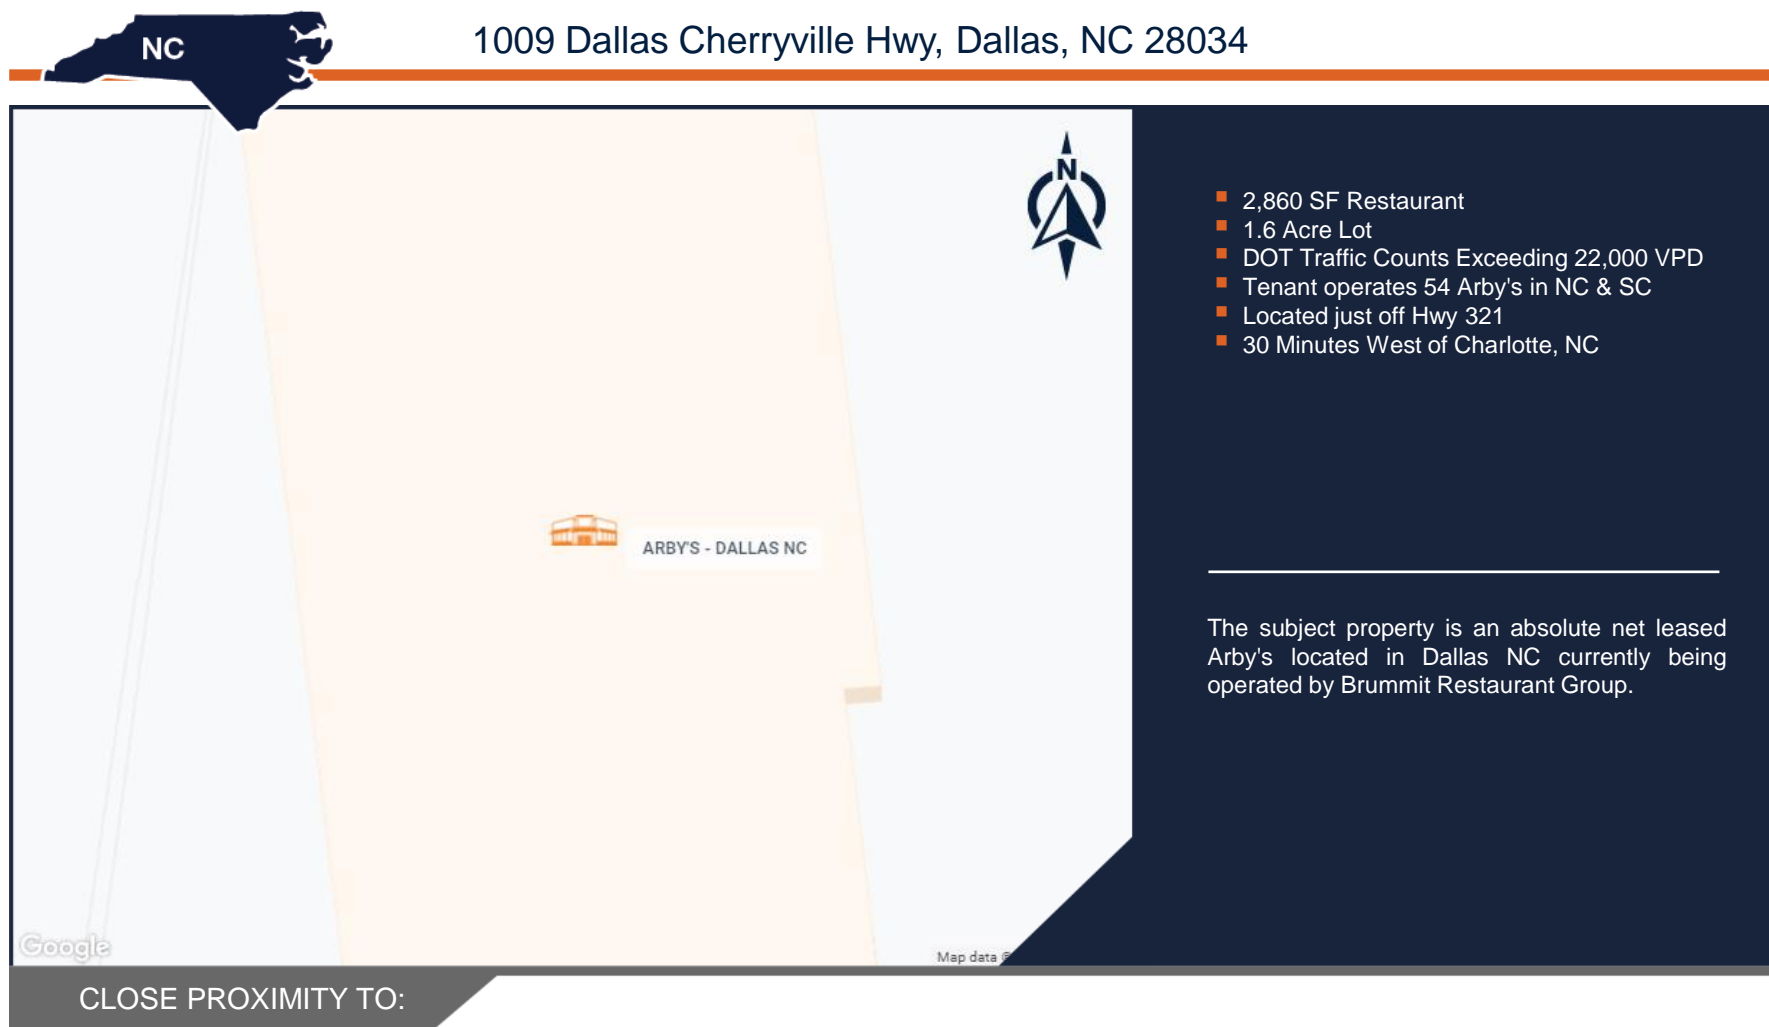 NC
1009 Dallas Cherryville Hwy, Dallas, NC 28034
N
2,860 SF Restaurant
1.6 Acre Lot
DOT Traffic Counts Exceeding 22,000 VPD
Tenant operates 54 Arby's in NC & SC
Located just off Hwy 321
30 Minutes West of Charlotte, NC
ARBY'S - DALLAS NC
The subject property is an absolute net leased
Arby's located in Dallas NC currently being
operated by Brummit Restaurant Group.
Google
Map data ©
CLOSE PROXIMITY TO: